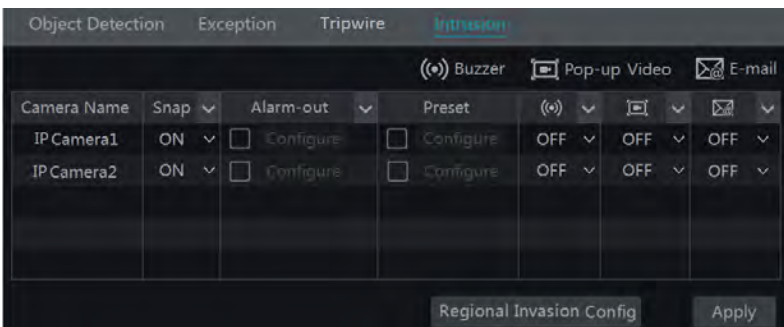 Object Detection Exception Tripwire Intrusion
Buzzer Pop-up Video E-mail
Camera Name Snap Alarm-out Preset
IP Camera1 ON Configure Configure OFF OFF OFF
IP Camera2 ON Configure Configure OFF OFF OFF
Regional Invasion Config Apply